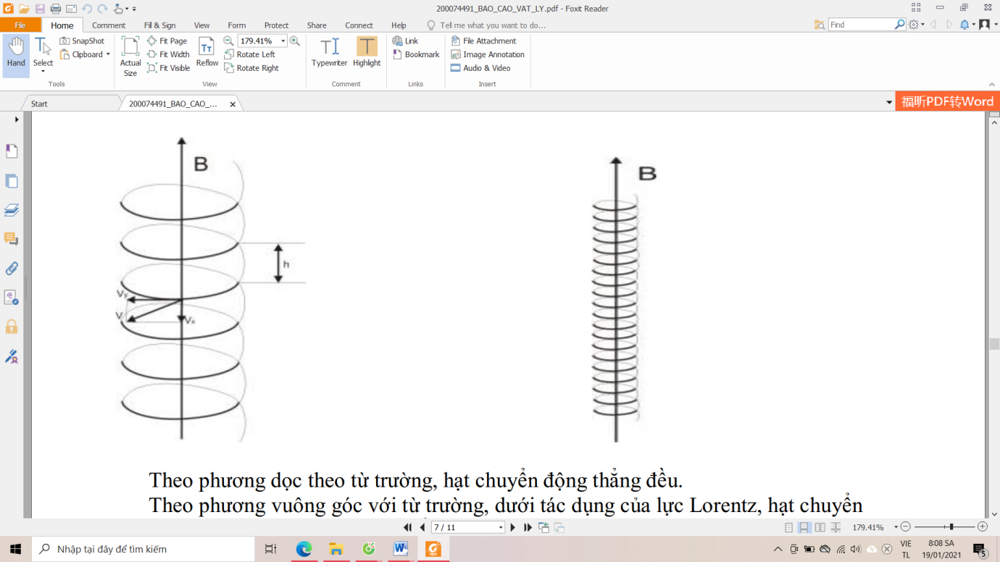 200074491_BAO_CAO_VAT_LY.pdf - Foxit Reader
File Home Comment Fill & Sign View Form Protect Share Connect Help Tell me what you want to do... Find
Hand
Select
SnapShot
Clipboard
Tools
Actual Size
Fit Page
Fit Width
Fit Visible
Reflow
179.41%
Rotate Left
Rotate Right
View
Typewriter
Highlight
Comment
Link
Bookmark
Links
File Attachment
Image Annotation
Audio & Video
Insert
Start
200074491_BAO_CAO_...
福昕PDF转Word
B
h
Vy
V
Vx
B
Theo phương dọc theo từ trường, hạt chuyển động thẳng đều.
Theo phương vuông góc với từ trường, dưới tác dụng của lực Lorentz, hạt chuyển
7 / 11
179.41%
Nhập tại đây để tìm kiếm
VIE
TL
8:08 SA
19/01/2021
5